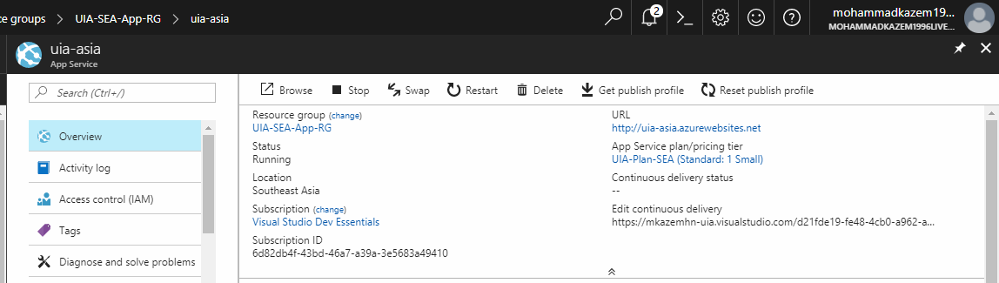 ce groups > UIA-SEA-App-RG > uia-asia
2
mohammadkazem19...
MOHAMMADKAZEM1996LIVE...
uia-asia
App Service
Search (Ctrl+/)
Overview
Activity log
Access control (IAM)
Tags
Diagnose and solve problems
Browse Stop Swap Restart Delete Get publish profile Reset publish profile
Resource group (change)
UIA-SEA-App-RG
Status
Running
Location
Southeast Asia
Subscription (change)
Visual Studio Dev Essentials
Subscription ID
6d82db4f-43bd-46a7-a39a-3e5683a49410
URL
http://uia-asia.azurewebsites.net
App Service plan/pricing tier
UIA-Plan-SEA (Standard: 1 Small)
Continuous delivery status
--
Edit continuous delivery
https://mkazemhn-uia.visualstudio.com/d21fde19-fe48-4cb0-a962-a...